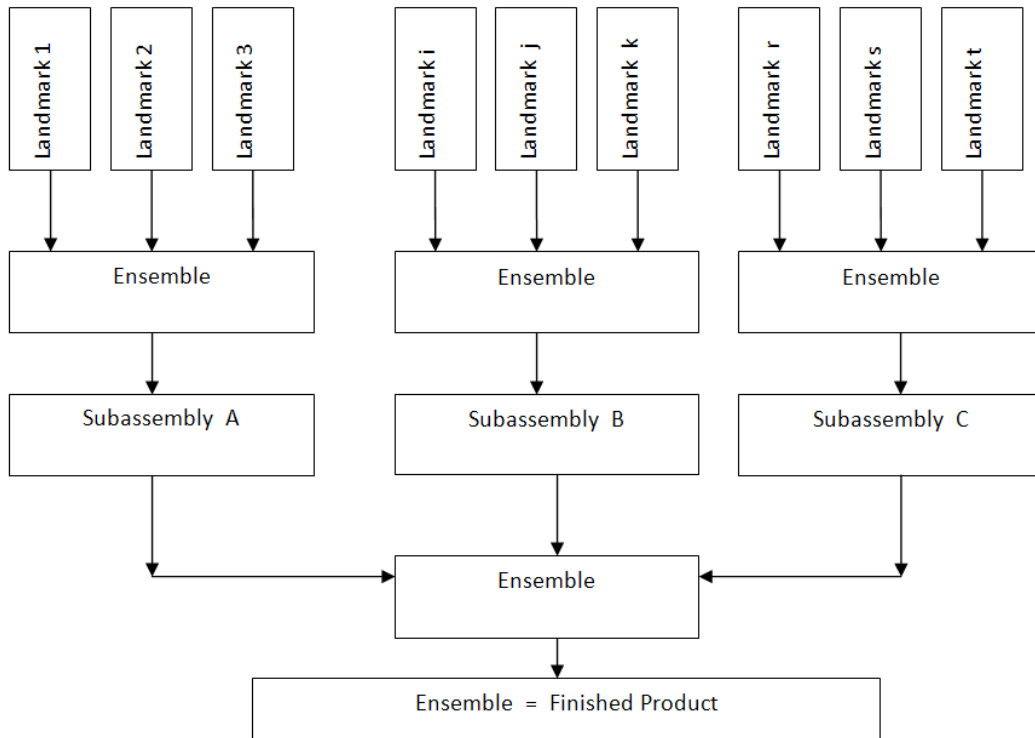 Landmark 1
Landmark 2
Landmark 3
Landmark i
Landmark j
Landmark k
Landmark r
Landmark s
Landmark t
Ensemble
Ensemble
Ensemble
Subassembly A
Subassembly B
Subassembly C
Ensemble
Ensemble = Finished Product